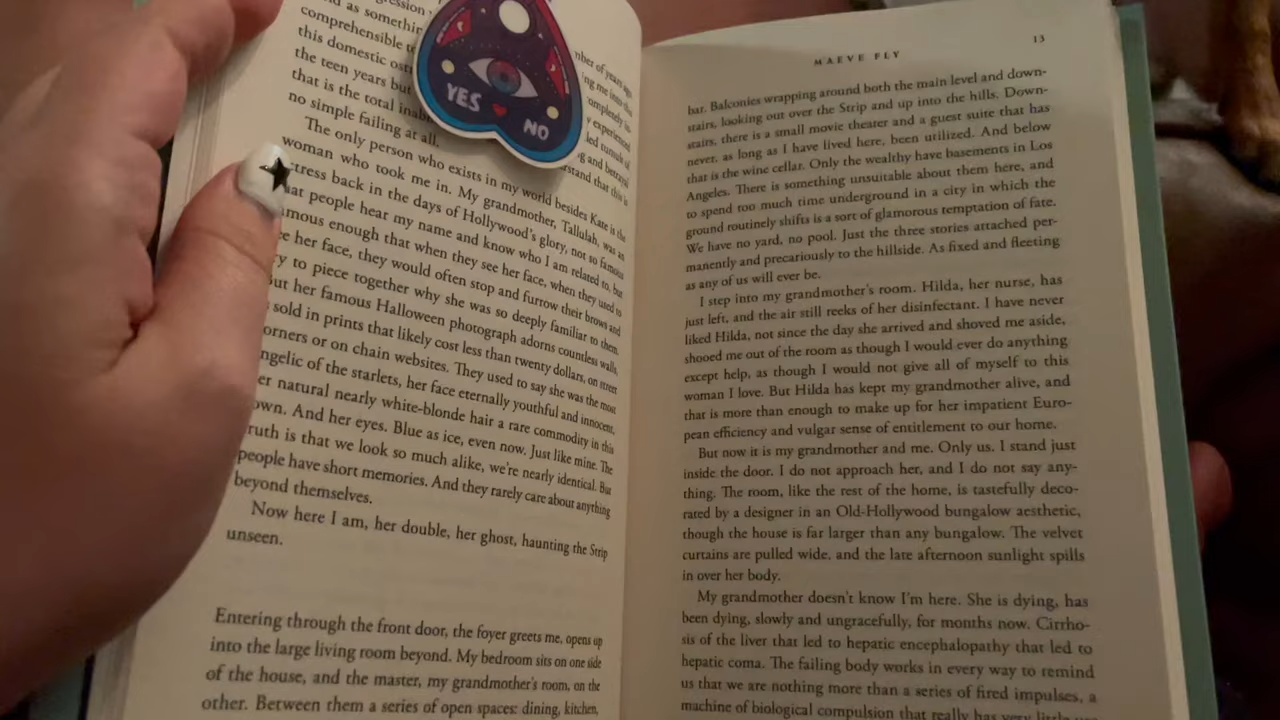 ression
d as somethin
comprehensible to
this domestic
the teen years but
that is the total
no simple failing at all.
The only person who exists in my world besides Kate is the
woman who took me in. My grandmother, Tallulah, was an
ctress back in the days of Hollywood's glory, not so famous
hat people hear my name and know who I am related to, but
mous enough that when they see her face, when they used to
e her face, they would often stop and furrow their brows and
ry to piece together why she was so deeply familiar to them.
ut her famous Halloween photograph adorns countless walls,
sold in prints that likely cost less than twenty dollars, on street
orners or on chain websites. They used to say she was the most
ngelic of the starlets, her face eternally youthful and innocent,
er natural nearly white-blonde hair a rare commodity in this
own. And her eyes. Blue as ice, even now. Just like mine. The
ruth is that we look so much alike, we're nearly identical. But
people have short memories. And they rarely care about anything
beyond themselves.
Now here I am, her double, her ghost, haunting the Strip
unseen.
Entering through the front door, the foyer greets me, opens up
into the large living room beyond. My bedroom sits on one side
of the house, and the master, my grandmother's room, on the
other. Between them a series of open spaces: dining, kitchen,
YES
NO
mber of years ago
ng me into this
ompletely
y experienced
led tumult of
g and betrayal
rstand that this is
MAEVE FLY
13
bar. Balconies wrapping around both the main level and down-
stairs, looking out over the Strip and up into the hills. Down-
stairs, there is a small movie theater and a guest suite that has
never, as long as I have lived here, been utilized. And below
that is the wine cellar. Only the wealthy have basements in Los
Angeles. There is something unsuitable about them here, and
to spend too much time underground in a city in which the
ground routinely shifts is a sort of glamorous temptation of fate.
We have no yard, no pool. Just the three stories attached per-
manently and precariously to the hillside. As fixed and fleeting
as any of us will ever be.
I step into my grandmother's room. Hilda, her nurse, has
just left, and the air still reeks of her disinfectant. I have never
liked Hilda, not since the day she arrived and shoved me aside,
shooed me out of the room as though I would ever do anything
except help, as though I would not give all of myself to this
woman I love. But Hilda has kept my grandmother alive, and
that is more than enough to make up for her impatient Euro-
pean efficiency and vulgar sense of entitlement to our home.
But now it is my grandmother and me. Only us. I stand just
inside the door. I do not approach her, and I do not say any-
thing. The room, like the rest of the home, is tastefully deco-
rated by a designer in an Old-Hollywood bungalow aesthetic,
though the house is far larger than any bungalow. The velvet
curtains are pulled wide, and the late afternoon sunlight spills
in over her body.
My grandmother doesn't know I'm here. She is dying, has
been dying, slowly and ungracefully, for months now. Cirrho-
sis of the liver that led to hepatic encephalopathy that led to
hepatic coma. The failing body works in every way to remind
us that we are nothing more than a series of fired impulses, a
machine of biological compulsion that really has very little